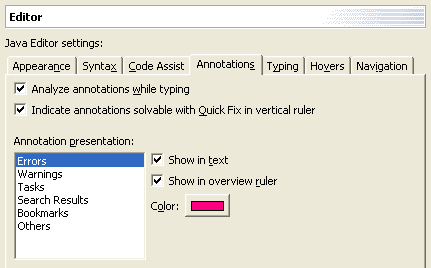 Editor
Java Editor settings:
Appearance Syntax Code Assist Annotations Typing Hovers Navigation
Analyze annotations while typing
Indicate annotations solvable with Quick Fix in vertical ruler
Annotation presentation:
Errors
Warnings
Tasks
Search Results
Bookmarks
Others
Show in text
Show in overview ruler
Color: